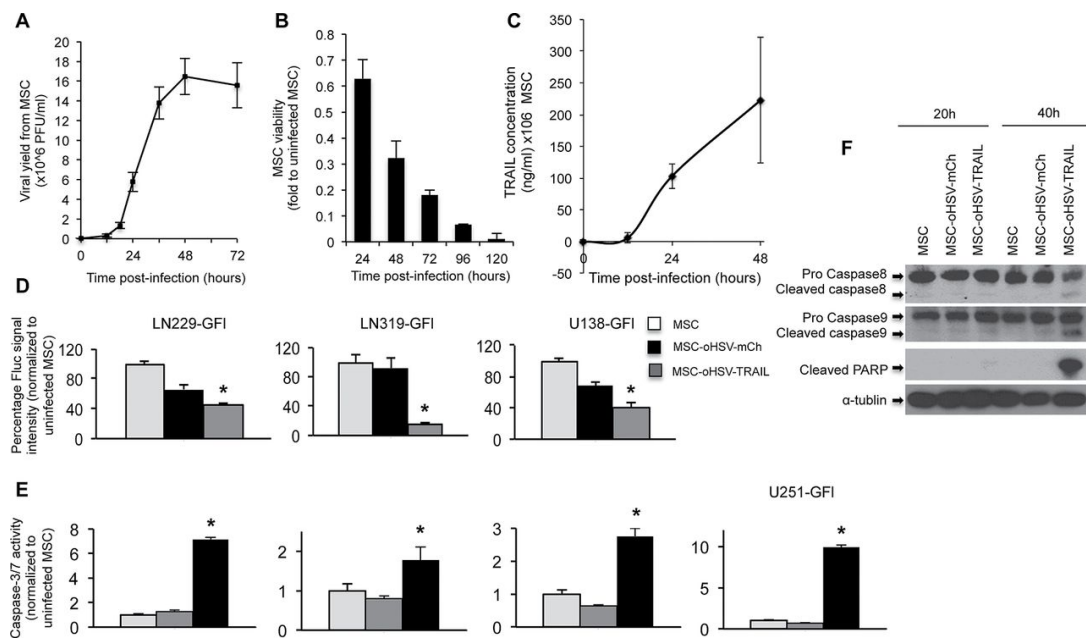 A
Viral yield from MSC
(x10^6 PFU/ml)
20
18
16
14
12
10
8
6
4
2
0
0
24
48
72
Time post-infection (hours)
B
MSC viability
(fold to uninfected MSC)
0.8
0.7
0.6
0.5
0.4
0.3
0.2
0.1
0
24 48 72 96 120
Time post-infection (hours)
C
TRAIL concentration
(ng/ml) x106 MSC
350
300
250
200
150
100
50
0
-50
0
24
48
Time post-infection (hours)
D
Percentage Fluc signal
intensity (normalized to
uninfected MSC)
LN229-GFl
120
100
80
60
40
20
0
*
LN319-GFl
120
100
80
60
40
20
0
*
U138-GFl
120
100
80
60
40
20
0
*
MSC
MSC-oHSV-mCh
MSC-oHSV-TRAIL
E
Caspase-3/7 activity
(normalized to
uninfected MSC)
8
6
4
2
0
*
2
1
0
*
3
2
1
0
*
U251-GFl
10
5
0
*
F
20h
40h
MSC
MSC-oHSV-mCh
MSC-oHSV-TRAIL
MSC
MSC-oHSV-mCh
MSC-oHSV-TRAIL
Pro Caspase8
Cleaved caspase8
Pro Caspase9
Cleaved caspase9
Cleaved PARP
α-tublin